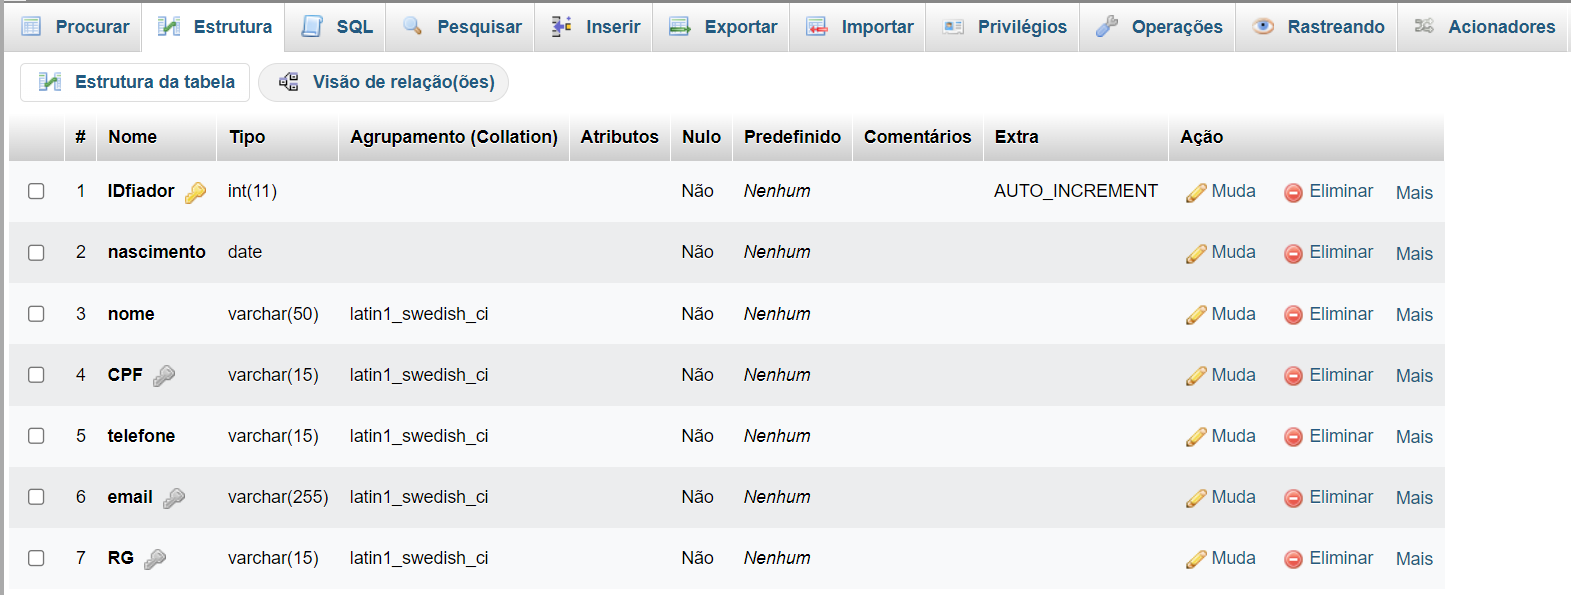 Procurar Estrutura SQL Pesquisar Inserir Exportar Importar Privilégios Operações Rastreando Acionadores
Estrutura da tabela Visão de relação(ões)
# Nome Tipo Agrupamento (Collation) Atributos Nulo Predefinido Comentários Extra Ação
1 IDfiador int(11) Não Nenhum AUTO_INCREMENT Muda Eliminar Mais
2 nascimento date Não Nenhum Muda Eliminar Mais
3 nome varchar(50) latin1_swedish_ci Não Nenhum Muda Eliminar Mais
4 CPF varchar(15) latin1_swedish_ci Não Nenhum Muda Eliminar Mais
5 telefone varchar(15) latin1_swedish_ci Não Nenhum Muda Eliminar Mais
6 email varchar(255) latin1_swedish_ci Não Nenhum Muda Eliminar Mais
7 RG varchar(15) latin1_swedish_ci Não Nenhum Muda Eliminar Mais